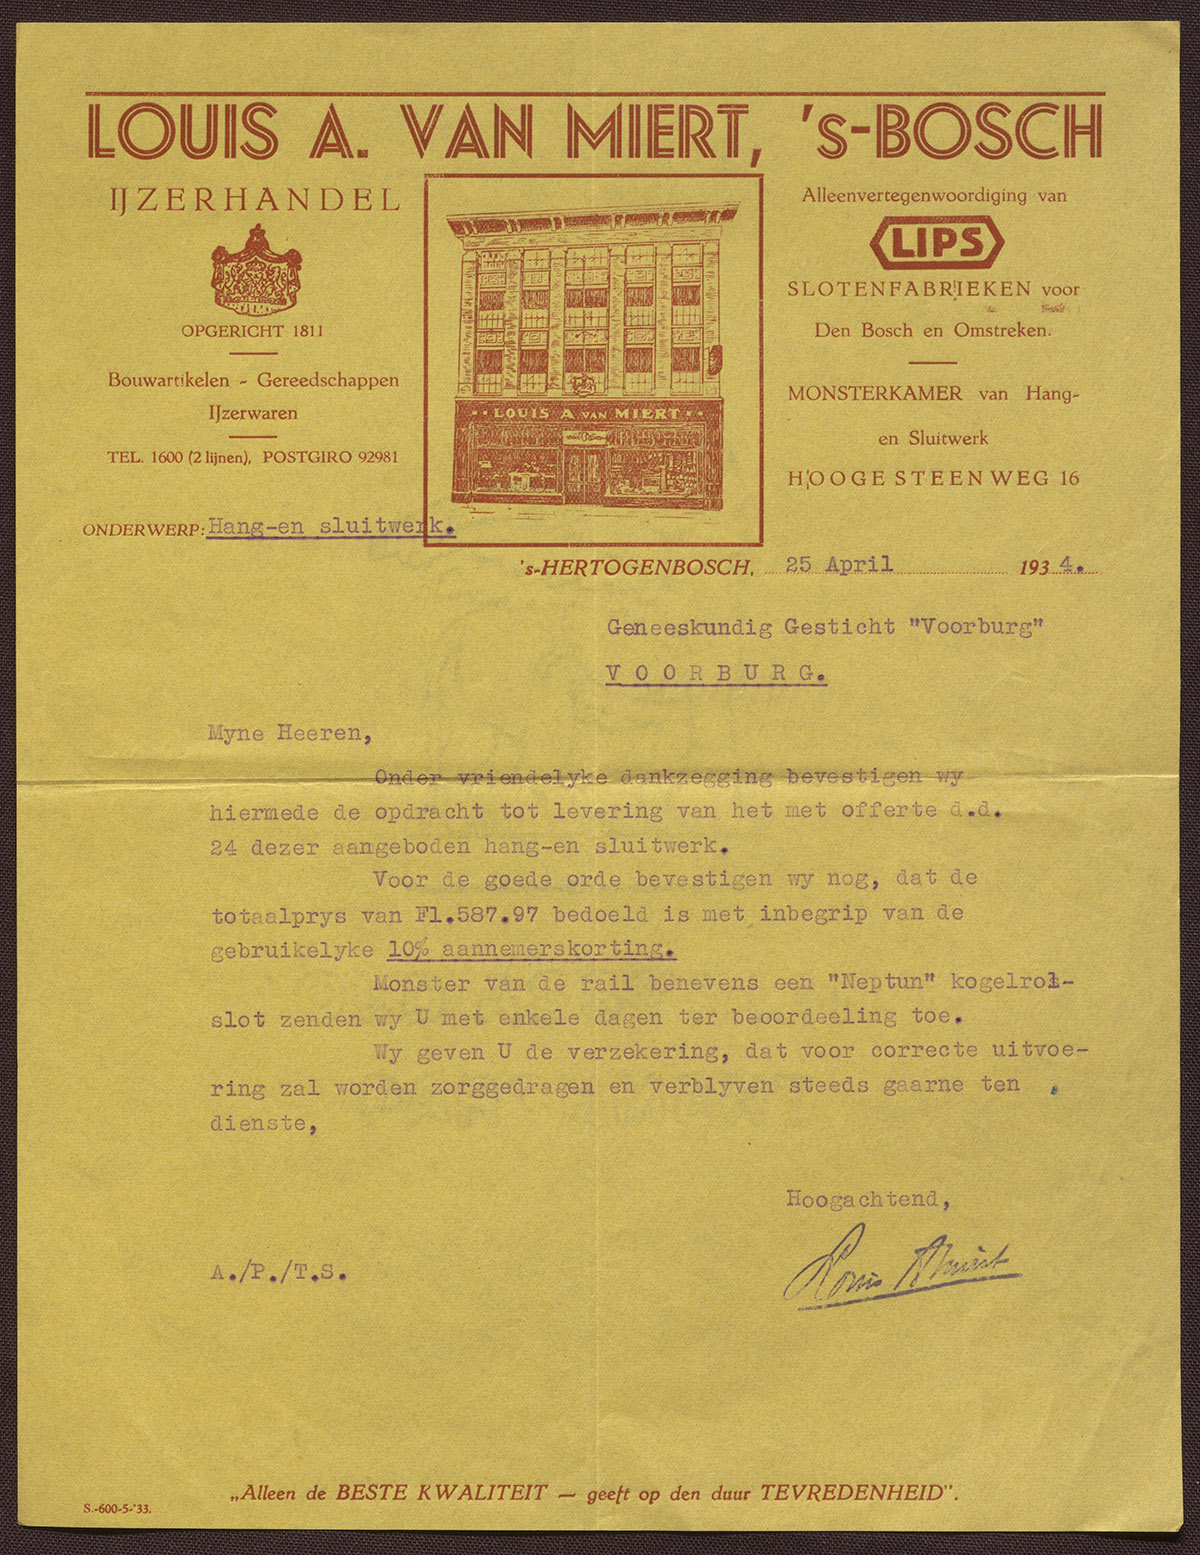 LOUIS A. VAN MIERT, 's-BOSCH
IJZERHANDEL
OPGERICHT 1811
Bouwartikelen - Gereedschappen
IJzerwaren
TEL. 1600 (2 lijnen), POSTGIRO 92981
LOUIS A VAN MIERT
Alleenvertegenwoordiging van
LIPS
SLOTENFABRIEKEN voor
Den Bosch en Omstreken.
MONSTERKAMER van Hang-
en Sluitwerk
HOOGE STEENWEG 16
ONDERWERP: Hang-en sluitwerk.
's-HERTOGENBOSCH, 25 April 1934.
Geneeskundig Gesticht "Voorburg"
VOORBURG.
Myne Heeren,
Onder vriendelyke dankzegging bevestigen wy
hiermede de opdracht tot levering van het met offerte d.d.
24 dezer aangeboden hang-en sluitwerk.
Voor de goede orde bevestigen wy nog, dat de
totaalprys van Fl.587.97 bedoeld is met inbegrip van de
gebruikelyke 10% aannemerskorting.
Monster van de rail benevens een "Neptun" kogelrol-
slot zenden wy U met enkele dagen ter beoordeeling toe.
Wy geven U de verzekering, dat voor correcte uitvoe-
ring zal worden zorggedragen en verblyven steeds gaarne ten
dienste,
Hoogachtend,
Louis A Miert
A./P./T.S.
„Alleen de BESTE KWALITEIT — geeft op den duur TEVREDENHEID".
S.-600-5-'33.